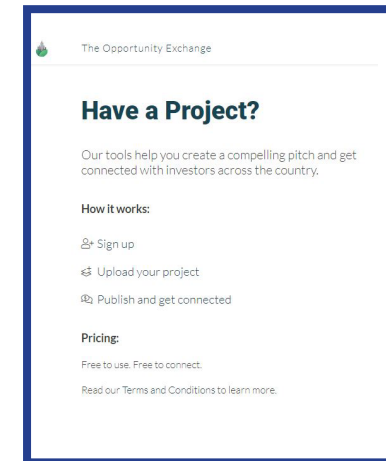 The Opportunity Exchange
Have a Project?
Our tools help you create a compelling pitch and get
connected with investors across the country.
How it works:
Sign up
Upload your project
Publish and get connected
Pricing:
Free to use. Free to connect.
Read our Terms and Conditions to learn more.